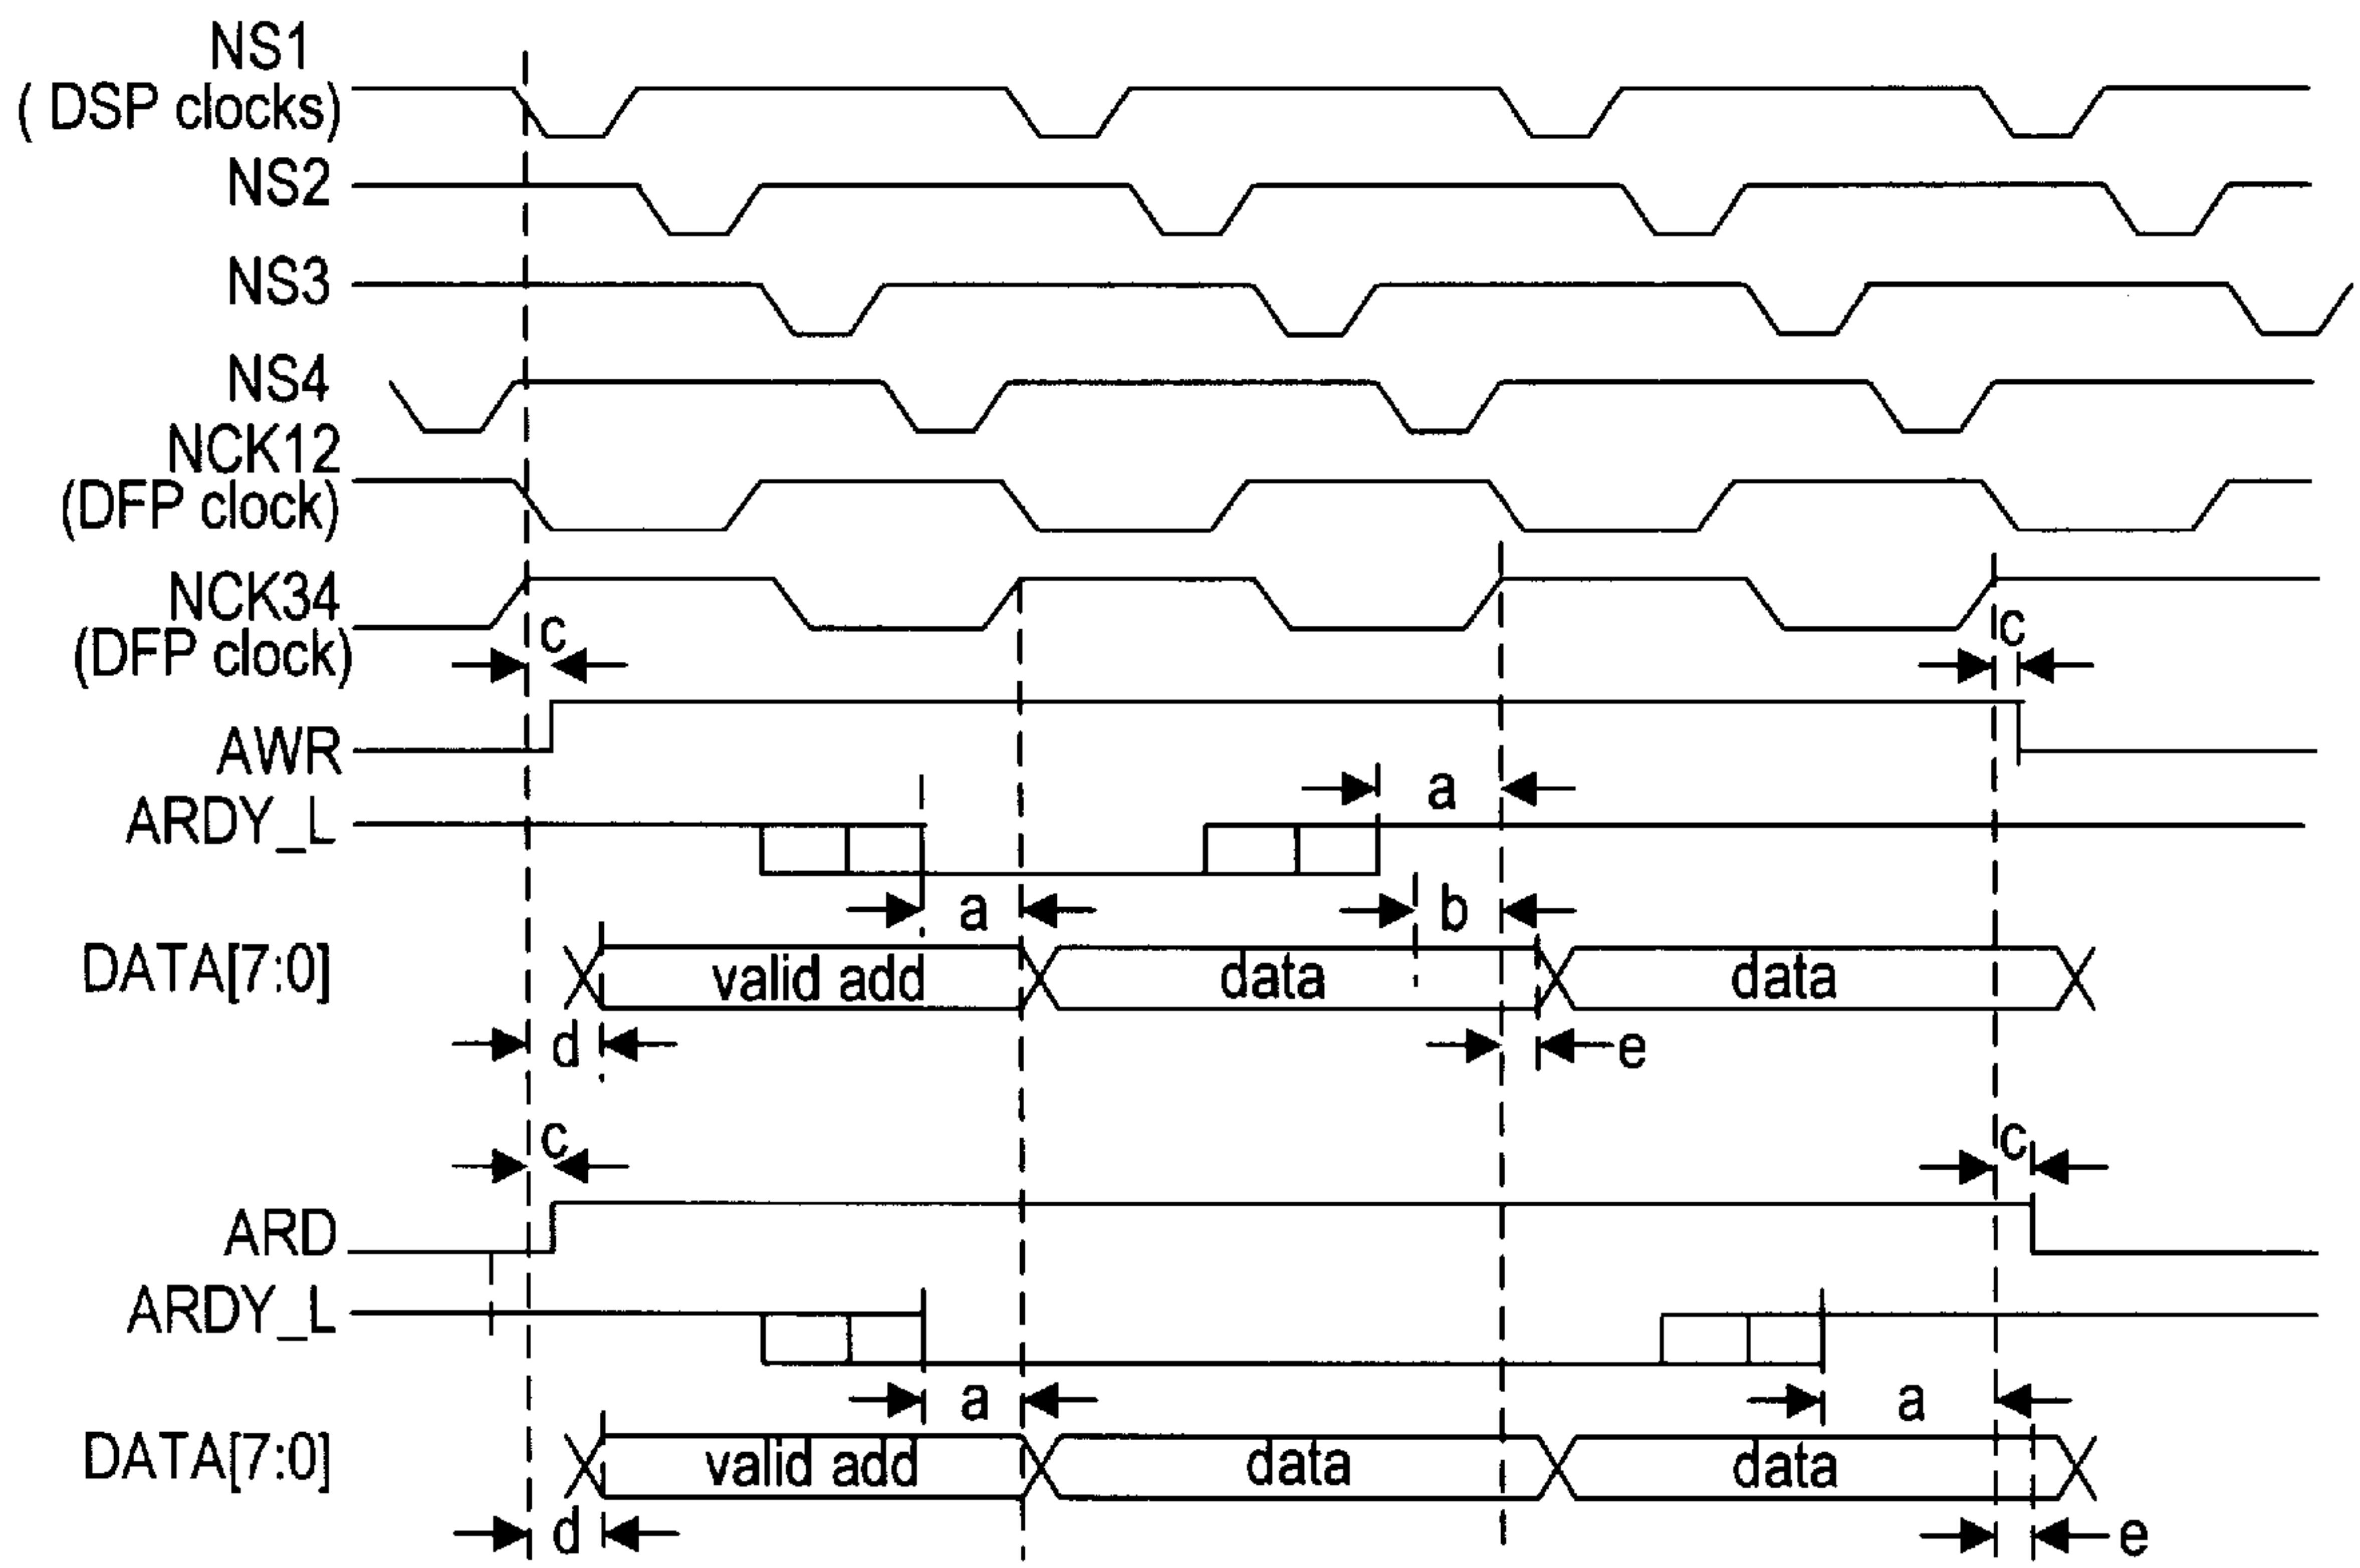 NS1
( DSP clocks)
NS2
NS3
NS4
NCK12
(DFP clock)
NCK34
(DFP clock)
c
c
AWR
a
ARDY_L
a
b
DATA[7:0]
valid add
data
data
d
e
c
c
ARD
ARDY_L
a
a
DATA[7:0]
valid add
data
data
d
e